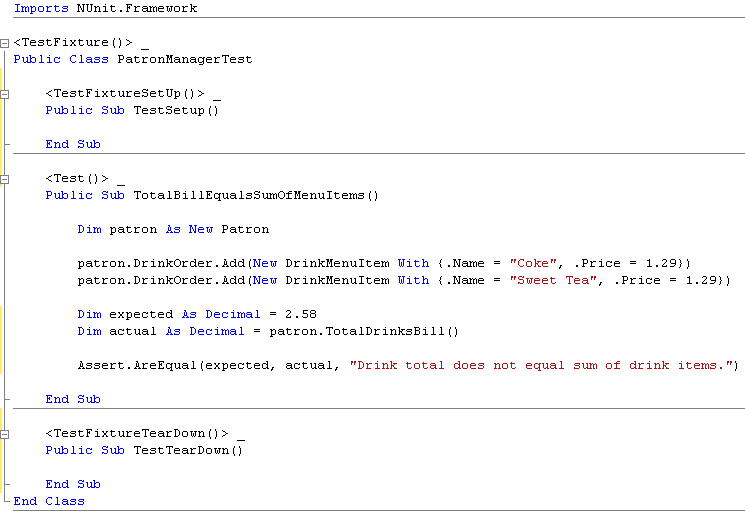 Imports NUnit.Framework
<TestFixture()> _
Public Class PatronManagerTest
<TestFixtureSetUp()> _
Public Sub TestSetup()
End Sub
<Test()> _
Public Sub TotalBillEqualsSumOfMenuItems()
Dim patron As New Patron
patron.DrinkOrder.Add(New DrinkMenuItem With {.Name = "Coke", .Price = 1.29})
patron.DrinkOrder.Add(New DrinkMenuItem With {.Name = "Sweet Tea", .Price = 1.29})
Dim expected As Decimal = 2.58
Dim actual As Decimal = patron.TotalDrinksBill()
Assert.AreEqual(expected, actual, "Drink total does not equal sum of drink items.")
End Sub
<TestFixtureTearDown()> _
Public Sub TestTearDown()
End Sub
End Class